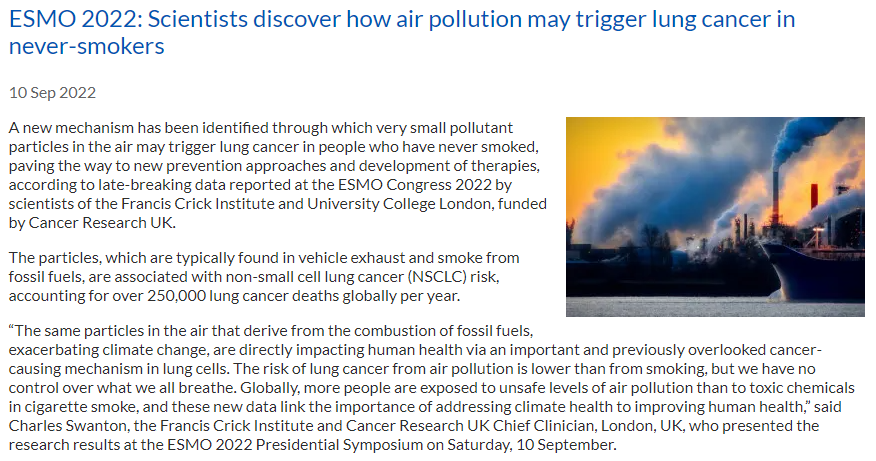 ESMO 2022: Scientists discover how air pollution may trigger lung cancer in
never-smokers
10 Sep 2022
A new mechanism has been identified through which very small pollutant
particles in the air may trigger lung cancer in people who have never smoked,
paving the way to new prevention approaches and development of therapies,
according to late-breaking data reported at the ESMO Congress 2022 by
scientists of the Francis Crick Institute and University College London, funded
by Cancer Research UK.
The particles, which are typically found in vehicle exhaust and smoke from
fossil fuels, are associated with non-small cell lung cancer (NSCLC) risk,
accounting for over 250,000 lung cancer deaths globally per year.
“The same particles in the air that derive from the combustion of fossil fuels,
exacerbating climate change, are directly impacting human health via an important and previously overlooked cancer-
causing mechanism in lung cells. The risk of lung cancer from air pollution is lower than from smoking, but we have no
control over what we all breathe. Globally, more people are exposed to unsafe levels of air pollution than to toxic chemicals
in cigarette smoke, and these new data link the importance of addressing climate health to improving human health,” said
Charles Swanton, the Francis Crick Institute and Cancer Research UK Chief Clinician, London, UK, who presented the
research results at the ESMO 2022 Presidential Symposium on Saturday, 10 September.